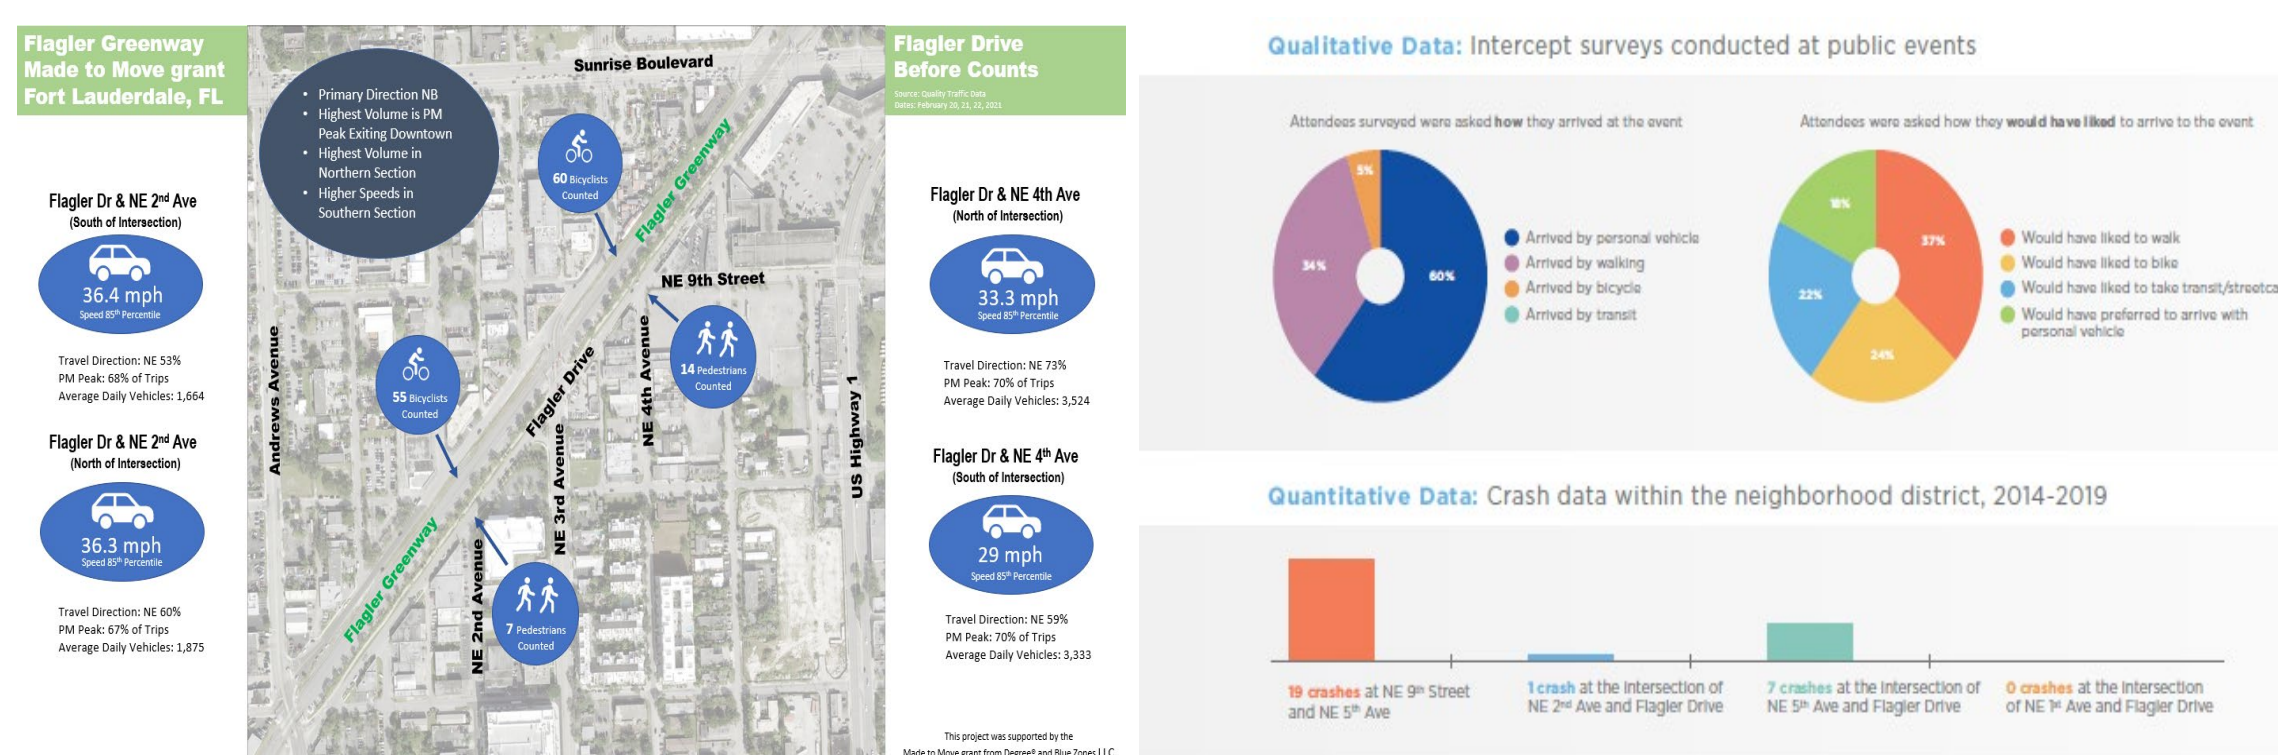 Flagler Greenway
Made to Move grant
Fort Lauderdale, FL
Flagler Dr & NE 2nd Ave
(South of Intersection)
36.4 mph
Speed 85th Percentile
Travel Direction: NE 53%
PM Peak: 68% of Trips
Average Daily Vehicles: 1,664
Flagler Dr & NE 2nd Ave
(North of Intersection)
36.3 mph
Speed 85th Percentile
Travel Direction: NE 60%
PM Peak: 67% of Trips
Average Daily Vehicles: 1,875
• Primary Direction NB
• Highest Volume is PM
Peak Exiting Downtown
• Highest Volume in
Northern Section
• Higher Speeds in
Southern Section
Sunrise Boulevard
60 Bicyclists
Counted
Flagler Greenway
NE 9th Street
14 Pedestrians
Counted
55 Bicyclists
Counted
Andrews Avenue
Flagler Drive
NE 4th Avenue
NE 3rd Avenue
US Highway 1
Flagler Greenway
NE 2nd Avenue
7 Pedestrians
Counted
Flagler Drive
Before Counts
Source: Quality Traffic Data
Dates: February 20, 21, 22, 2021
Flagler Dr & NE 4th Ave
(North of Intersection)
33.3 mph
Speed 85th Percentile
Travel Direction: NE 73%
PM Peak: 70% of Trips
Average Daily Vehicles: 3,524
Flagler Dr & NE 4th Ave
(South of Intersection)
29 mph
Speed 85th Percentile
Travel Direction: NE 59%
PM Peak: 70% of Trips
Average Daily Vehicles: 3,333
This project was supported by the
Made to Move grant from Degree® and Blue Zones LLC
Qualitative Data: Intercept surveys conducted at public events
Attendees surveyed were asked how they arrived at the event
5%
34%
60%
Arrived by personal vehicle
Arrived by walking
Arrived by bicycle
Arrived by transit
Attendees were asked how they would have liked to arrive to the event
18%
37%
22%
24%
Would have liked to walk
Would have liked to bike
Would have liked to take transit/streetca
Would have preferred to arrive with
personal vehicle
Quantitative Data: Crash data within the neighborhood district, 2014-2019
19 crashes at NE 9th Street
and NE 5th Ave
1 crash at the Intersection of
NE 2nd Ave and Flagler Drive
7 crashes at the Intersection of
NE 5th Ave and Flagler Drive
0 crashes at the Intersection
of NE 1st Ave and Flagler Drive